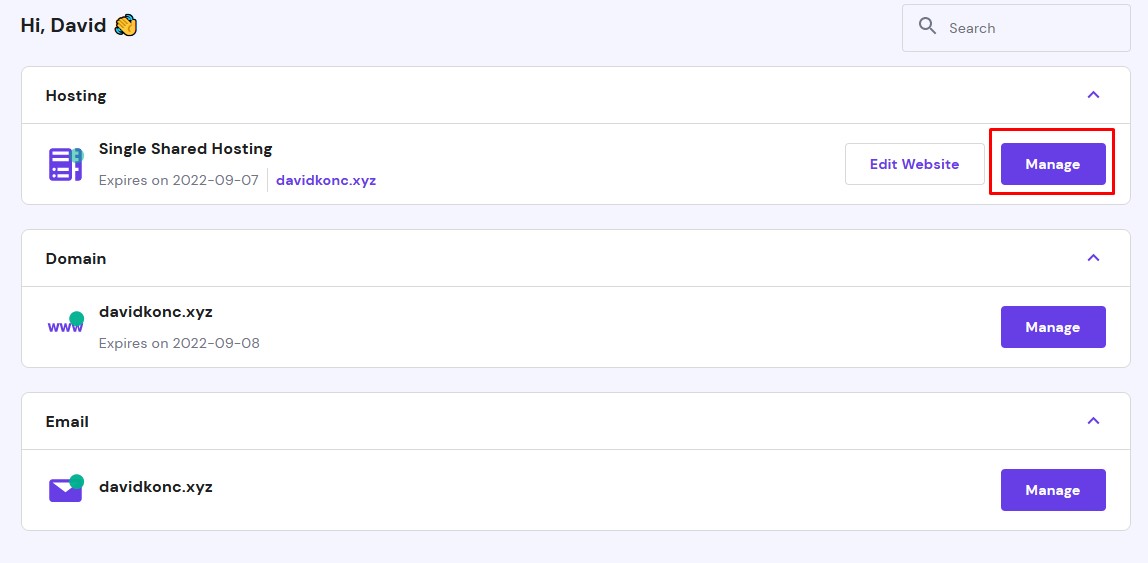 Hi, David 👋
Search
Hosting
Single Shared Hosting
Expires on 2022-09-07 davidkonc.xyz
Edit Website
Manage
Domain
www
davidkonc.xyz
Expires on 2022-09-08
Manage
Email
davidkonc.xyz
Manage